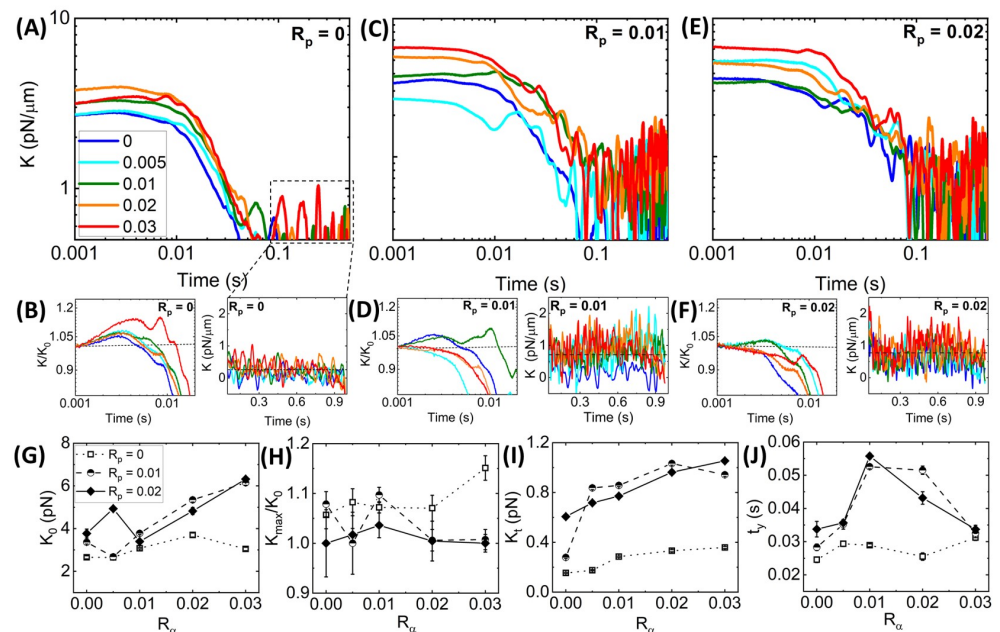 (A)
R_p = 0
(C)
R_p = 0.01
(E)
R_p = 0.02
10
1
K (pN/μm)
0
0.005
0.01
0.02
0.03
0.001 0.01 0.1
0.001 0.01 0.1
0.001 0.01 0.1
Time (s)
Time (s)
Time (s)
(B)
R_p = 0
R_p = 0
(D)
R_p = 0.01
R_p = 0.01
(F)
R_p = 0.02
R_p = 0.02
1.2
1.05
0.9
K/K_0
2
1
0
K (pN/μm)
1.2
1.05
0.9
K/K_0
2
1
0
K (pN/μm)
1.2
1.05
0.9
K/K_0
2
1
0
K (pN/μm)
0.001 0.01
0.3 0.6 0.9
0.001 0.01
0.3 0.6 0.9
0.001 0.01
0.3 0.6 0.9
Time (s)
Time (s)
Time (s)
Time (s)
Time (s)
Time (s)
(G)
8
6
4
2
K_0 (pN)
R_p = 0
R_p = 0.01
R_p = 0.02
0.00 0.01 0.02 0.03
R_α
(H)
1.2
1.1
1.0
0.9
K_max/K_0
0.00 0.01 0.02 0.03
R_α
(I)
1.2
0.9
0.6
0.3
0.0
K_t (pN)
0.00 0.01 0.02 0.03
R_α
(J)
0.06
0.05
0.04
0.03
0.02
t_y (s)
0.00 0.01 0.02 0.03
R_α